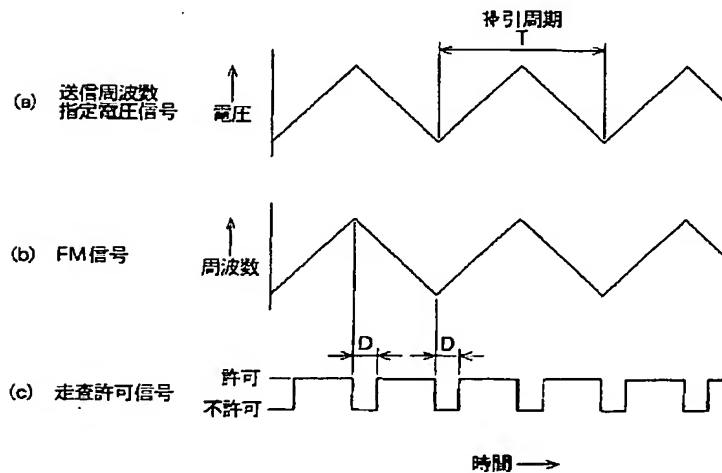 掃引周期
T
(a) 送信周波数
指定電圧信号
電圧
(b) FM信号
周波数
D D
許可
(c) 走査許可信号
不許可
時間